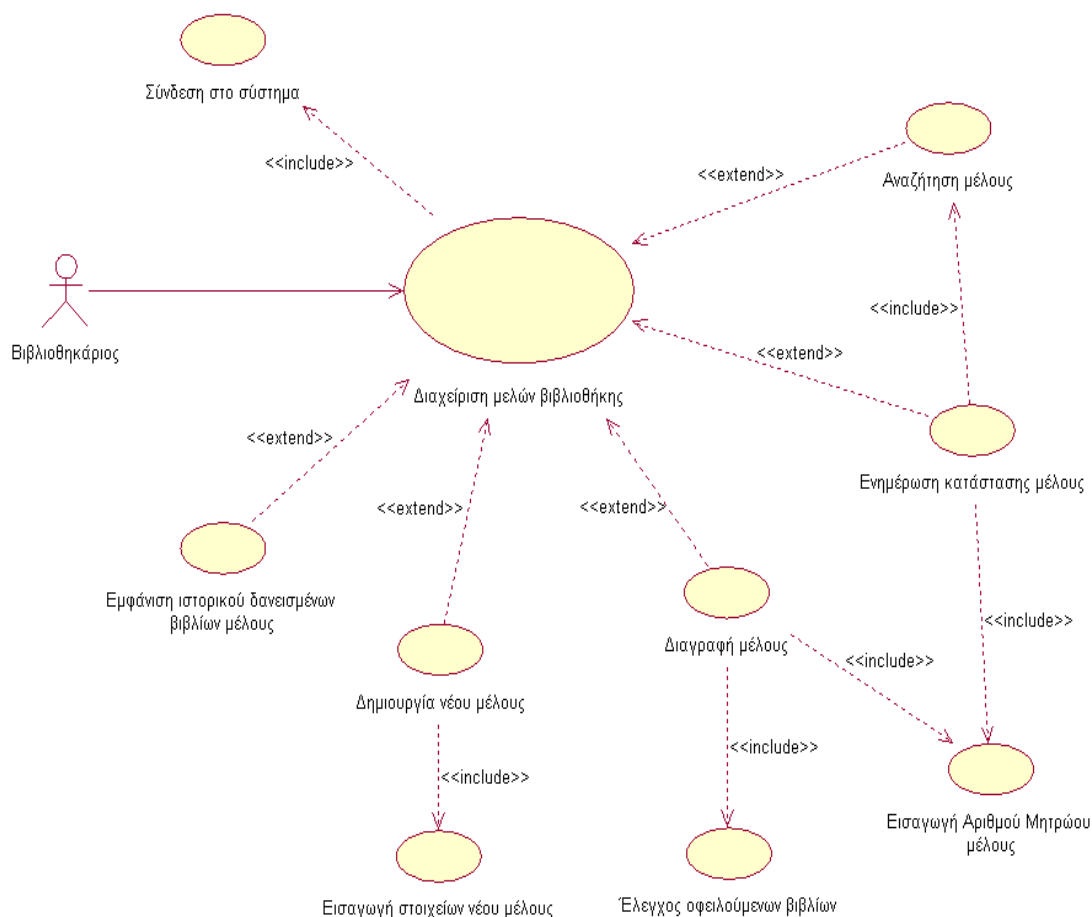 Σύνδεση στο σύστημα
<<include>>
<<extend>>
Αναζήτηση μέλους
<<include>>
Βιβλιοθηκάριος
<<extend>>
Διαχείριση μελών βιβλιοθήκης
<<extend>>
Ενημέρωση κατάστασης μέλους
<<extend>>
<<extend>>
Εμφάνιση ιστορικού δανεισμένων
βιβλίων μέλους
<<include>>
Διαγραφή μέλους
<<include>>
Δημιουργία νέου μέλους
<<include>>
<<include>>
Εισαγωγή Αριθμού Μητρώου
μέλους
Εισαγωγή στοιχείων νέου μέλους
Έλεγχος οφειλούμενων βιβλίων